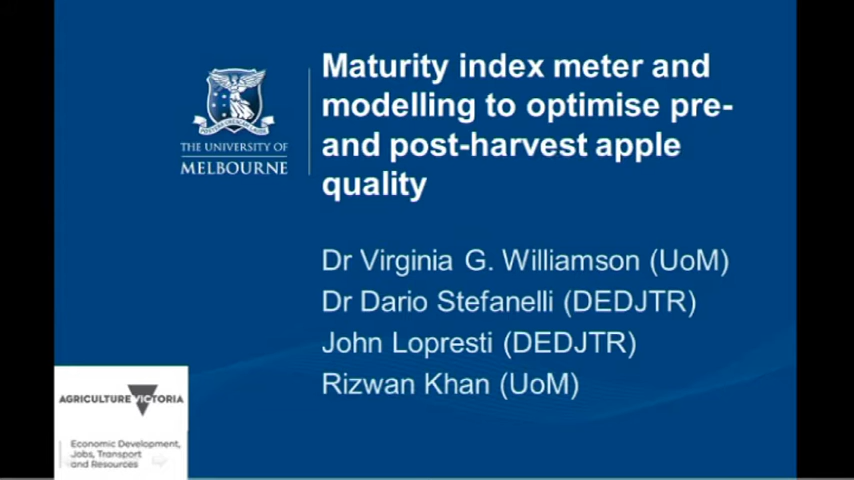 Maturity index meter and
modelling to optimise pre-
and post-harvest apple
quality
THE UNIVERSITY OF
MELBOURNE
Dr Virginia G. Williamson (UoM)
Dr Dario Stefanelli (DEDJTR)
John Lopresti (DEDJTR)
Rizwan Khan (UoM)
AGRICULTURE VICTORIA
Economic Development,
Jobs, Transport
and Resources